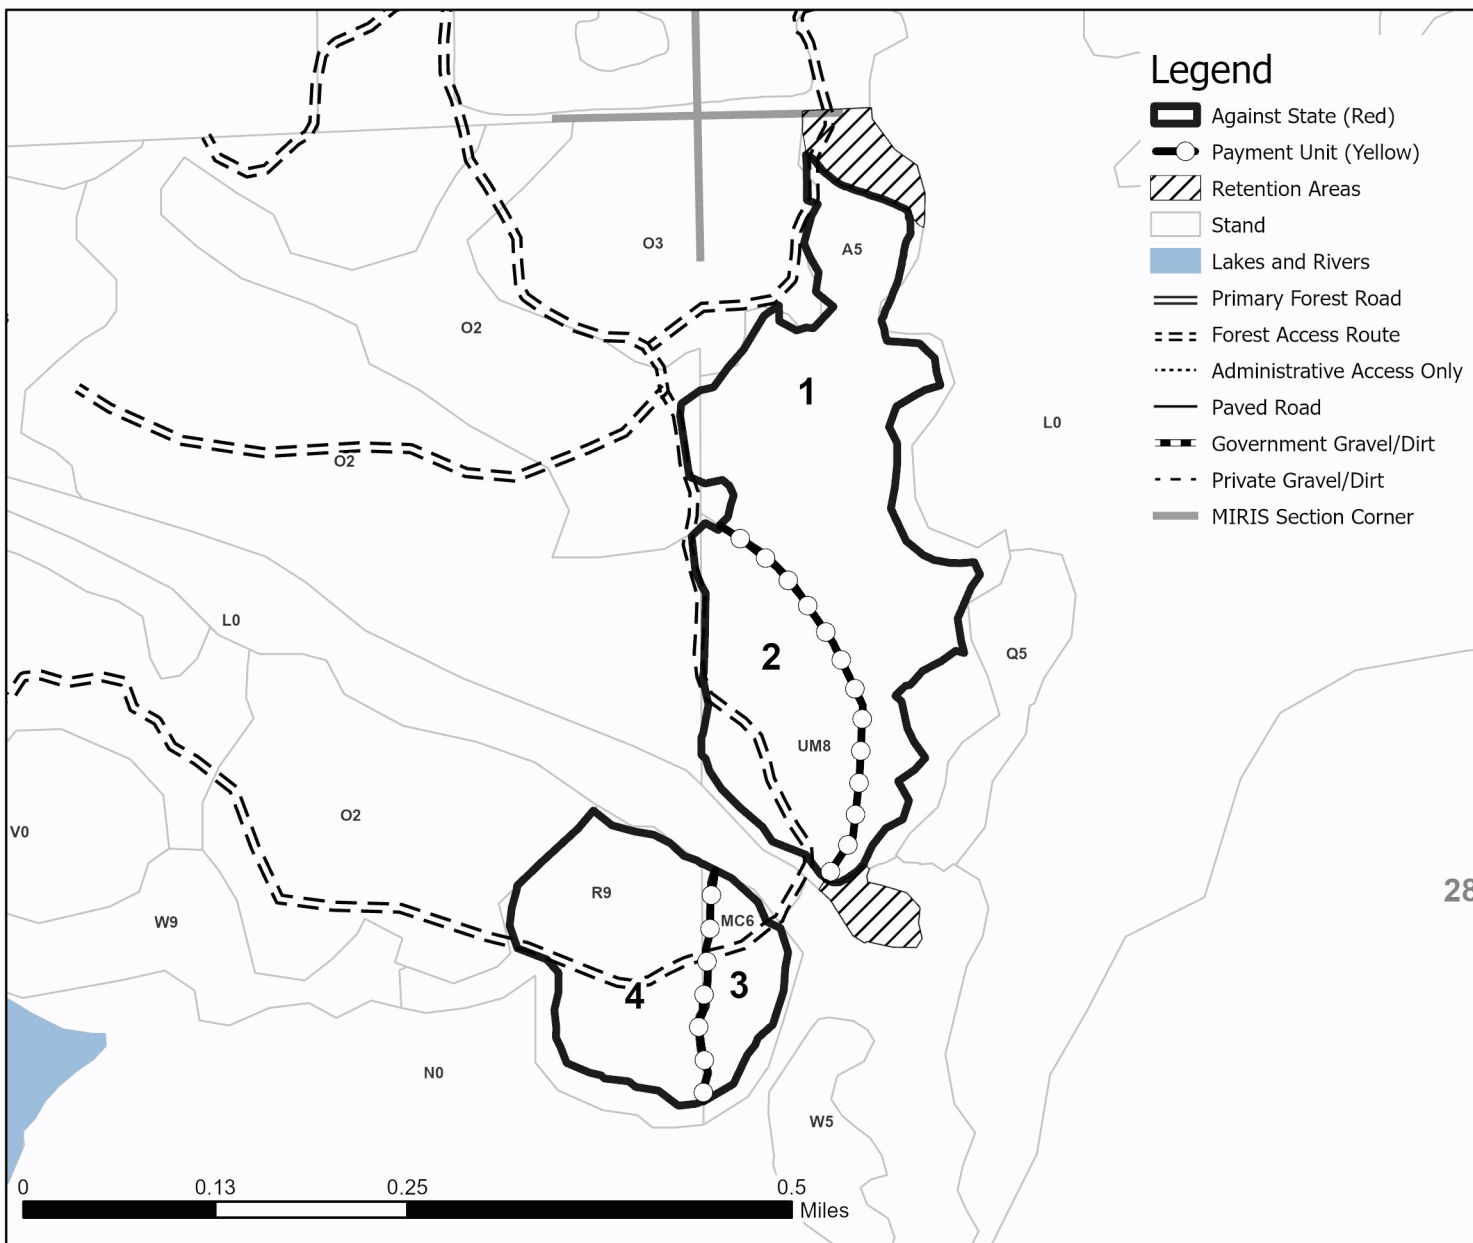 Legend
Against State (Red)
Payment Unit (Yellow)
Retention Areas
Stand
Lakes and Rivers
Primary Forest Road
Forest Access Route
Administrative Access Only
Paved Road
Government Gravel/Dirt
Private Gravel/Dirt
MIRIS Section Corner
O3
A5
O2
1
L0
O2
L0
2
Q5
UM8
O2
V0
R9
28
W9
MC6
3
4
N0
W5
0 0.13 0.25 0.5
Miles